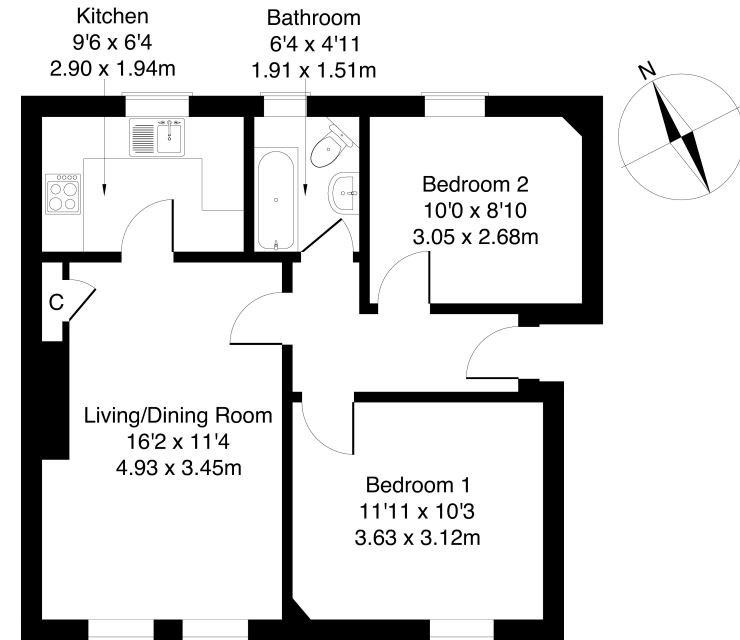 Kitchen
9'6 x 6'4
2.90 x 1.94m
Bathroom
6'4 x 4'11
1.91 x 1.51m
N
Bedroom 2
10'0 x 8'10
3.05 x 2.68m
C
Living/Dining Room
16'2 x 11'4
4.93 x 3.45m
Bedroom 1
11'11 x 10'3
3.63 x 3.12m